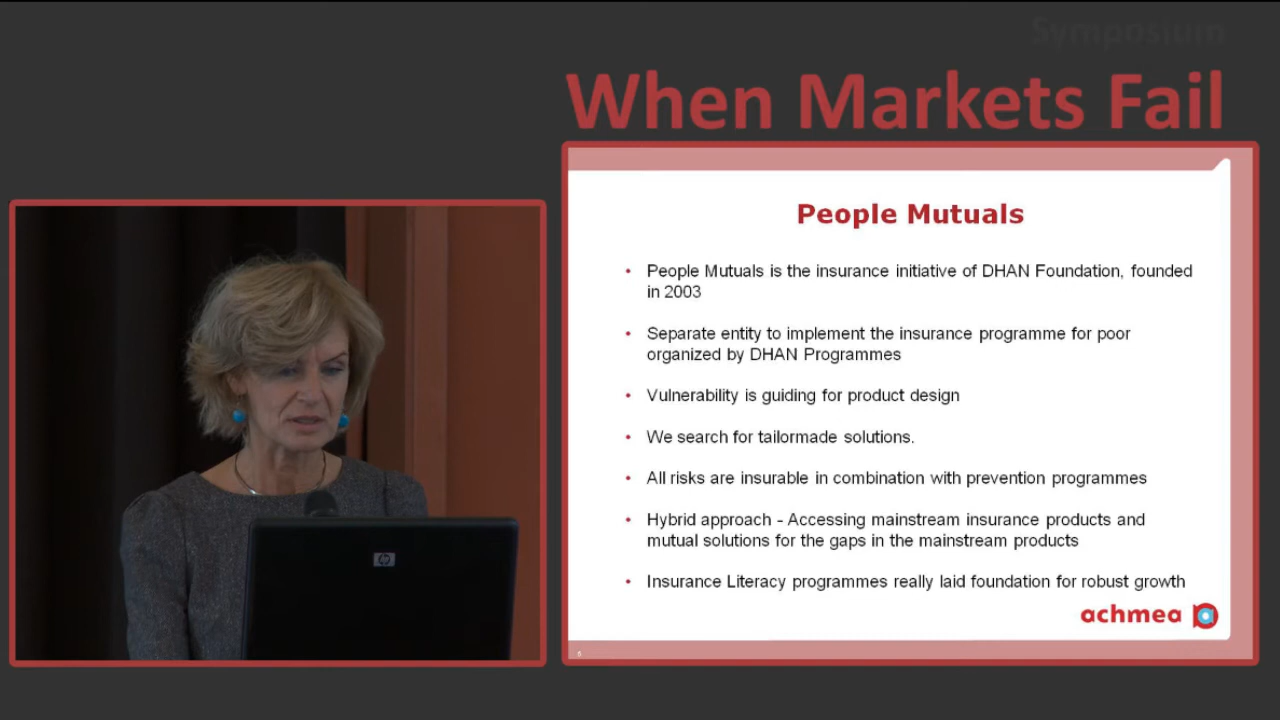 Symposium
When Markets Fail
People Mutuals
• People Mutuals is the insurance initiative of DHAN Foundation, founded
in 2003
• Separate entity to implement the insurance programme for poor
organized by DHAN Programmes
• Vulnerability is guiding for product design
• We search for tailormade solutions.
• All risks are insurable in combination with prevention programmes
• Hybrid approach - Accessing mainstream insurance products and
mutual solutions for the gaps in the mainstream products
• Insurance Literacy programmes really laid foundation for robust growth
achmea
hp